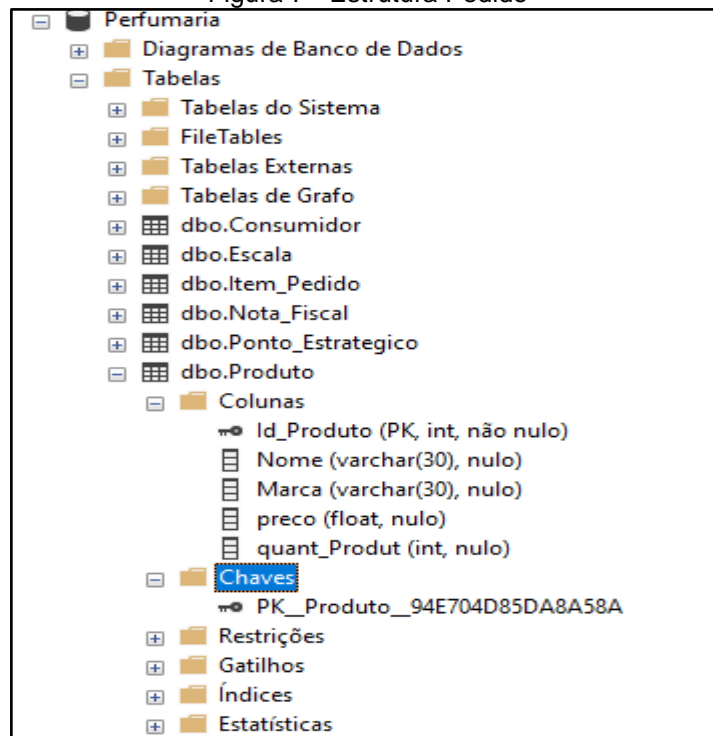 Perfumaria
Diagramas de Banco de Dados
Tabelas
Tabelas do Sistema
FileTables
Tabelas Externas
Tabelas de Grafo
dbo.Consumidor
dbo.Escala
dbo.Item_Pedido
dbo.Nota_Fiscal
dbo.Ponto_Estrategico
dbo.Produto
Colunas
Id_Produto (PK, int, não nulo)
Nome (varchar(30), nulo)
Marca (varchar(30), nulo)
preco (float, nulo)
quant_Produt (int, nulo)
Chaves
PK__Produto__94E704D85DA8A58A
Restrições
Gatilhos
Índices
Estatísticas